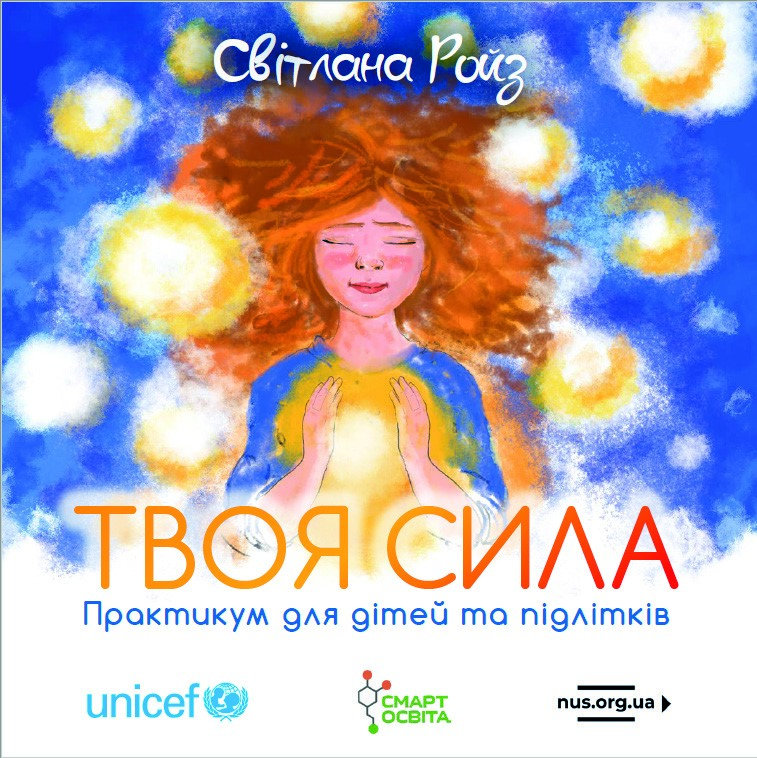 Світлана Ройз
ТВОЯ СИЛА
Практикум для дітей та підлітків
unicef
СМАРТ
ОСВІТА
nus.org.ua